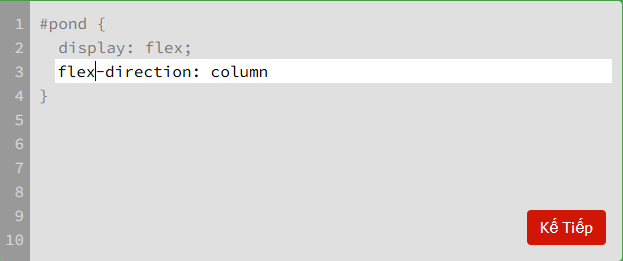 1 #pond {
2 display: flex;
3 flex-direction: column
4 }
5
6
7
8
9
10
Kế Tiếp